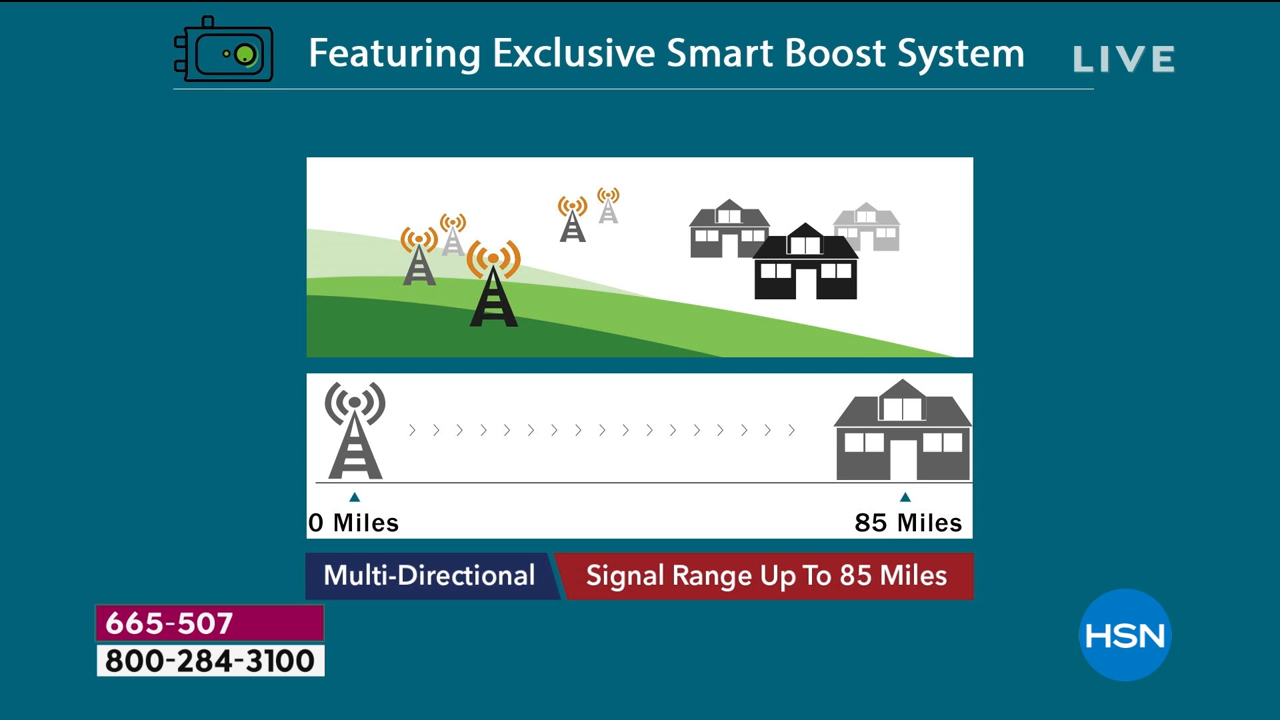 Featuring Exclusive Smart Boost System
LIVE
0 Miles
85 Miles
Multi-Directional
Signal Range Up To 85 Miles
665-507
800-284-3100
HSN